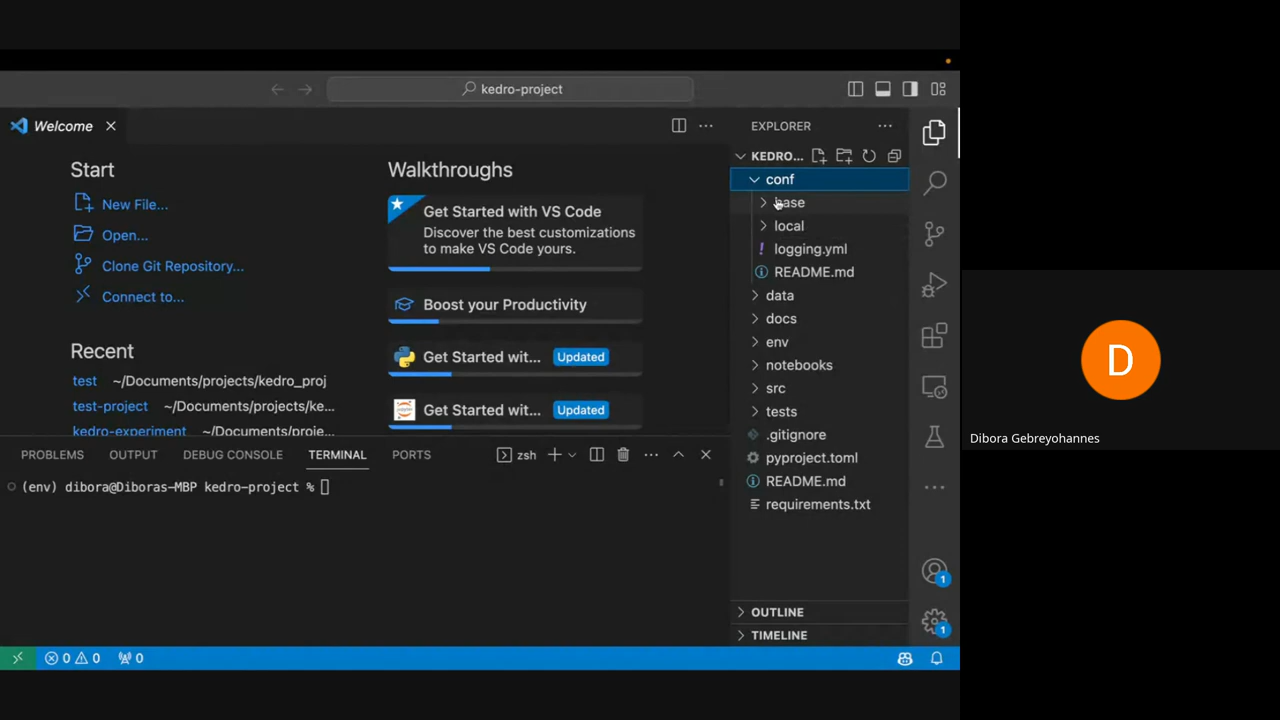 kedro-project
Welcome
Start
New File...
Open...
Clone Git Repository...
Connect to...
Recent
test ~/Documents/projects/kedro_proj
test-project ~/Documents/projects/ke...
kedro-experiment ~/Documents/proje...
Walkthroughs
Get Started with VS Code
Discover the best customizations
to make VS Code yours.
Boost your Productivity
Get Started wit... Updated
Get Started wit... Updated
PROBLEMS OUTPUT DEBUG CONSOLE TERMINAL PORTS
zsh
(env) dibora@Diboras-MBP kedro-project %
EXPLORER
KEDRO...
conf
base
local
logging.yml
README.md
data
docs
env
notebooks
src
tests
.gitignore
pyproject.toml
README.md
requirements.txt
OUTLINE
TIMELINE
1
1
0 0 0
D
Dibora Gebreyohannes